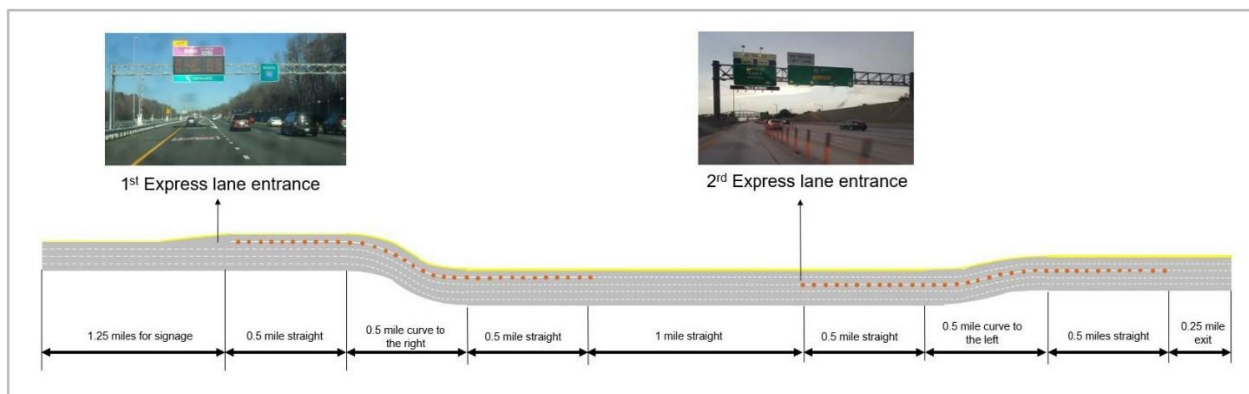 1st Express lane entrance
2rd Express lane entrance
1.25 miles for signage
0.5 mile straight
0.5 mile curve to
the right
0.5 mile straight
1 mile straight
0.5 mile straight
0.5 mile curve to
the left
0.5 miles straight
0.25 mile
exit